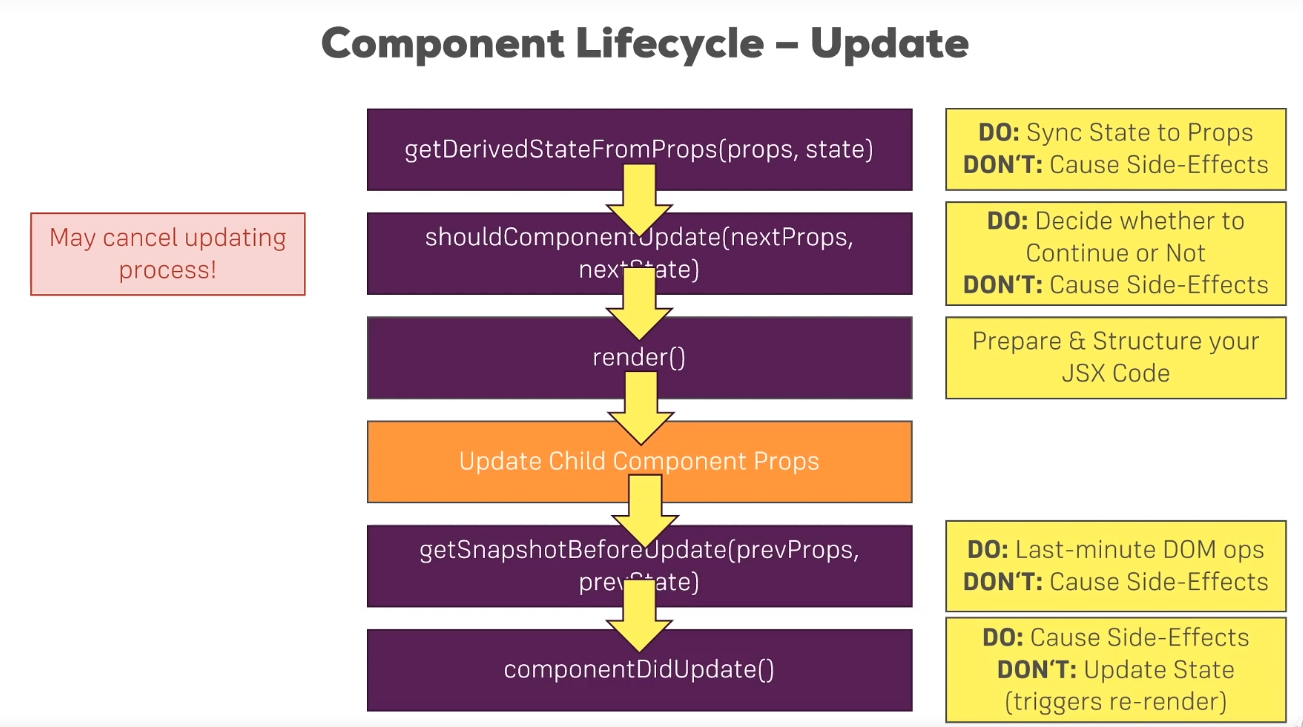 Component Lifecycle – Update
getDerivedStateFromProps(props, state)
DO: Sync State to Props
DON‘T: Cause Side-Effects
May cancel updating
process!
shouldComponentUpdate(nextProps,
nextState)
DO: Decide whether to
Continue or Not
DON‘T: Cause Side-Effects
render()
Prepare & Structure your
JSX Code
Update Child Component Props
getSnapshotBeforeUpdate(prevProps,
prevState)
DO: Last-minute DOM ops
DON‘T: Cause Side-Effects
componentDidUpdate()
DO: Cause Side-Effects
DON‘T: Update State
(triggers re-render)